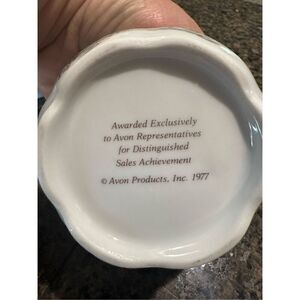 Awarded Exclusively
to Avon Representatives
for Distinguished
Sales Achievement
© Avon Products, Inc. 1977